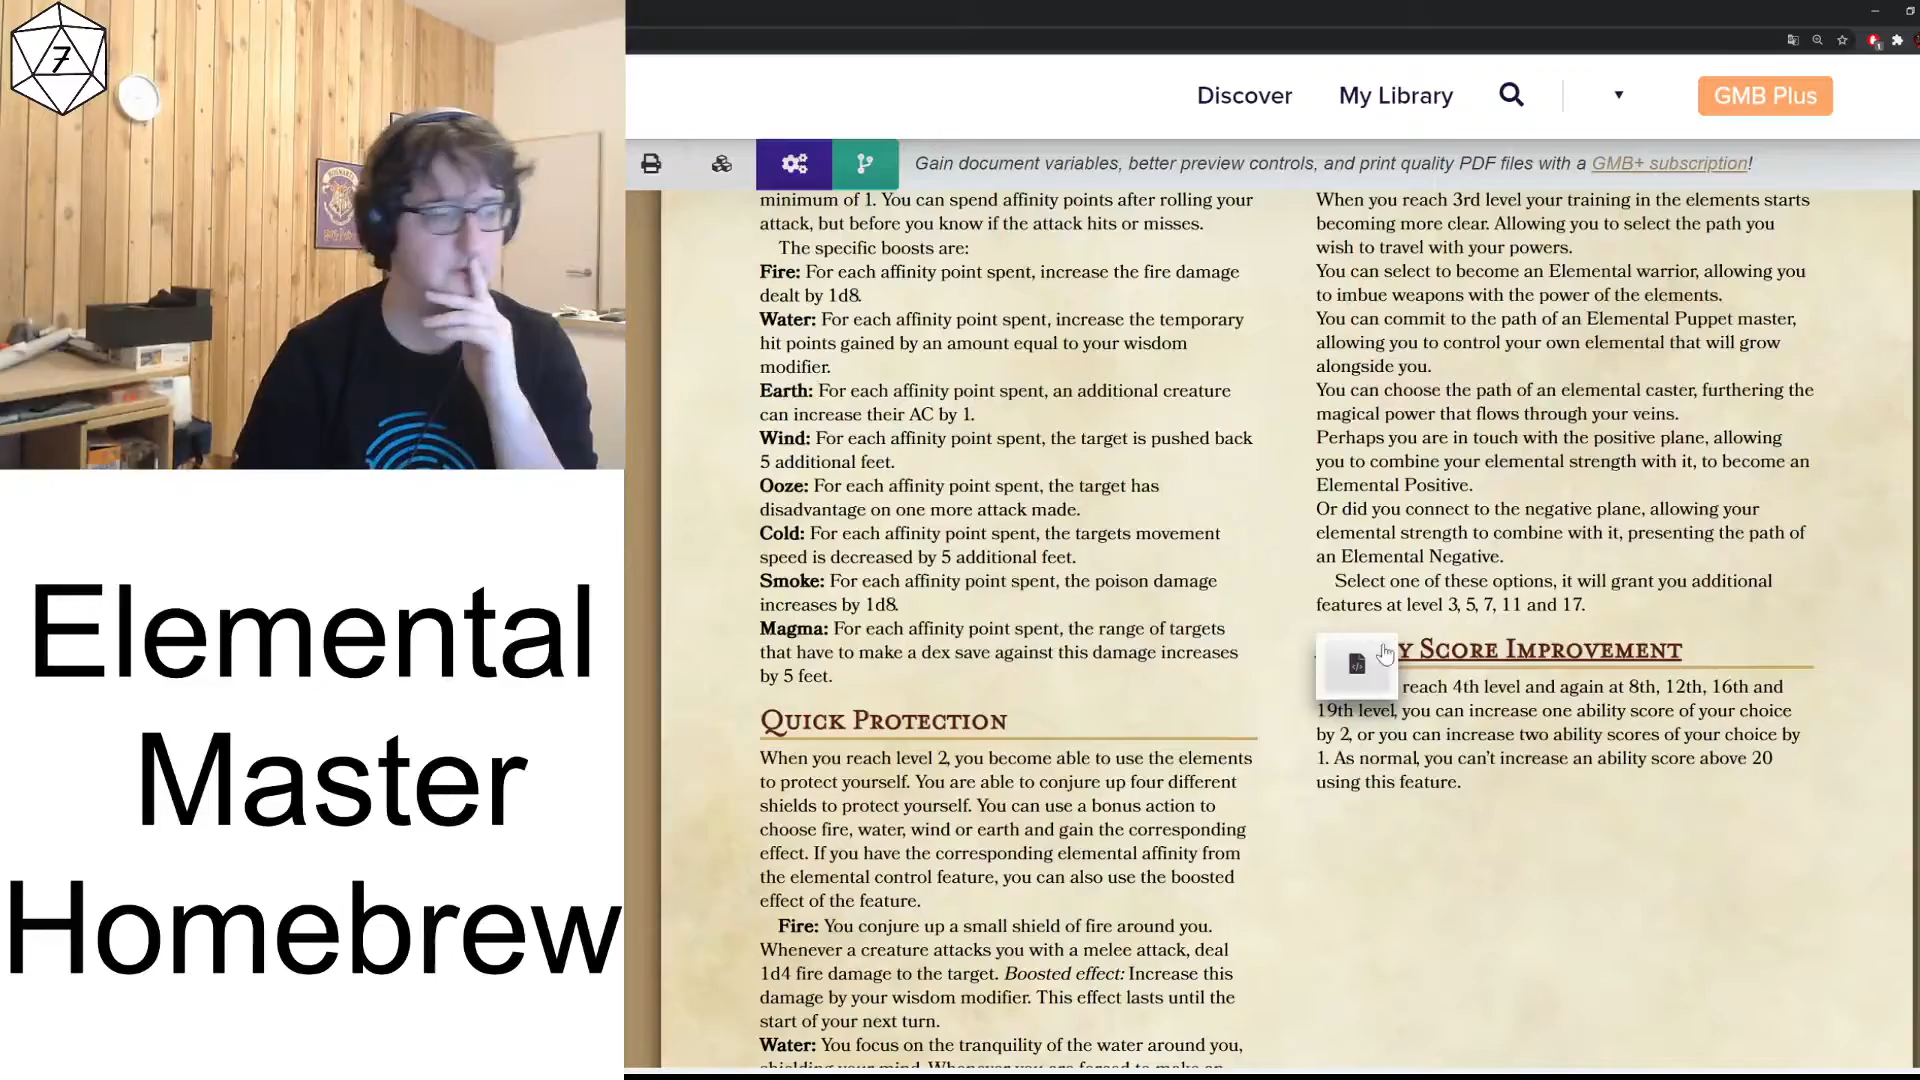 7
HOGWARTS
Elemental
Master
Homebrew
Discover
My Library
GMB Plus
Gain document variables, better preview controls, and print quality PDF files with a GMB+ subscription!
minimum of 1. You can spend affinity points after rolling your
attack, but before you know if the attack hits or misses.
The specific boosts are:
Fire: For each affinity point spent, increase the fire damage
dealt by 1d8.
Water: For each affinity point spent, increase the temporary
hit points gained by an amount equal to your wisdom
modifier.
Earth: For each affinity point spent, an additional creature
can increase their AC by 1.
Wind: For each affinity point spent, the target is pushed back
5 additional feet.
Ooze: For each affinity point spent, the target has
disadvantage on one more attack made.
Cold: For each affinity point spent, the targets movement
speed is decreased by 5 additional feet.
Smoke: For each affinity point spent, the poison damage
increases by 1d8.
Magma: For each affinity point spent, the range of targets
that have to make a dex save against this damage increases
by 5 feet.
Quick Protection
When you reach level 2, you become able to use the elements
to protect yourself. You are able to conjure up four different
shields to protect yourself. You can use a bonus action to
choose fire, water, wind or earth and gain the corresponding
effect. If you have the corresponding elemental affinity from
the elemental control feature, you can also use the boosted
effect of the feature.
Fire: You conjure up a small shield of fire around you.
Whenever a creature attacks you with a melee attack, deal
1d4 fire damage to the target. Boosted effect: Increase this
damage by your wisdom modifier. This effect lasts until the
start of your next turn.
Water: You focus on the tranquility of the water around you,
shielding your mind. Whenever you are forced to make an
When you reach 3rd level your training in the elements starts
becoming more clear. Allowing you to select the path you
wish to travel with your powers.
You can select to become an Elemental warrior, allowing you
to imbue weapons with the power of the elements.
You can commit to the path of an Elemental Puppet master,
allowing you to control your own elemental that will grow
alongside you.
You can choose the path of an elemental caster, furthering the
magical power that flows through your veins.
Perhaps you are in touch with the positive plane, allowing
you to combine your elemental strength with it, to become an
Elemental Positive.
Or did you connect to the negative plane, allowing your
elemental strength to combine with it, presenting the path of
an Elemental Negative.
Select one of these options, it will grant you additional
features at level 3, 5, 7, 11 and 17.
y Score Improvement
reach 4th level and again at 8th, 12th, 16th and
19th level, you can increase one ability score of your choice
by 2, or you can increase two ability scores of your choice by
1. As normal, you can't increase an ability score above 20
using this feature.